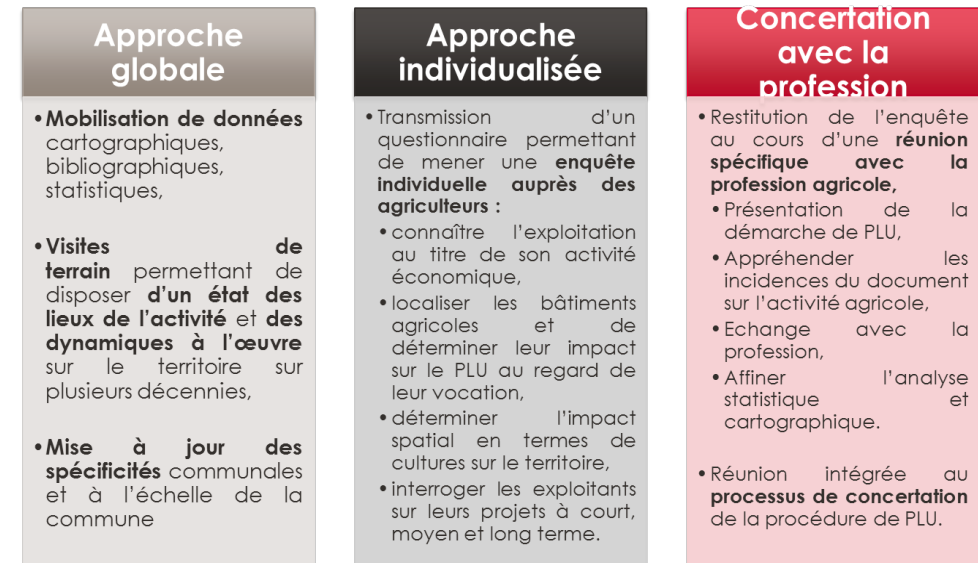 Approche
globale
•Mobilisation de données
cartographiques,
bibliographiques,
statistiques,
•Visites de
terrain permettant de
disposer d’un état des
lieux de l’activité et des
dynamiques à l’œuvre
sur le territoire sur
plusieurs décennies,
•Mise à jour des
spécificités communales
et à l’échelle de la
commune
Approche
individualisée
•Transmission d’un
questionnaire permettant
de mener une enquête
individuelle auprès des
agriculteurs :
•connaître l’exploitation
au titre de son activité
économique,
•localiser les bâtiments
agricoles et de
déterminer leur impact
sur le PLU au regard de
leur vocation,
•déterminer l’impact
spatial en termes de
cultures sur le territoire,
•interroger les exploitants
sur leurs projets à court,
moyen et long terme.
Concertation
avec la
profession
•Restitution de l’enquête
au cours d’une réunion
spécifique avec la
profession agricole,
•Présentation de la
démarche de PLU,
•Appréhender les
incidences du document
sur l’activité agricole,
•Echange avec la
profession,
•Affiner l’analyse
statistique et
cartographique.
•Réunion intégrée au
processus de concertation
de la procédure de PLU.